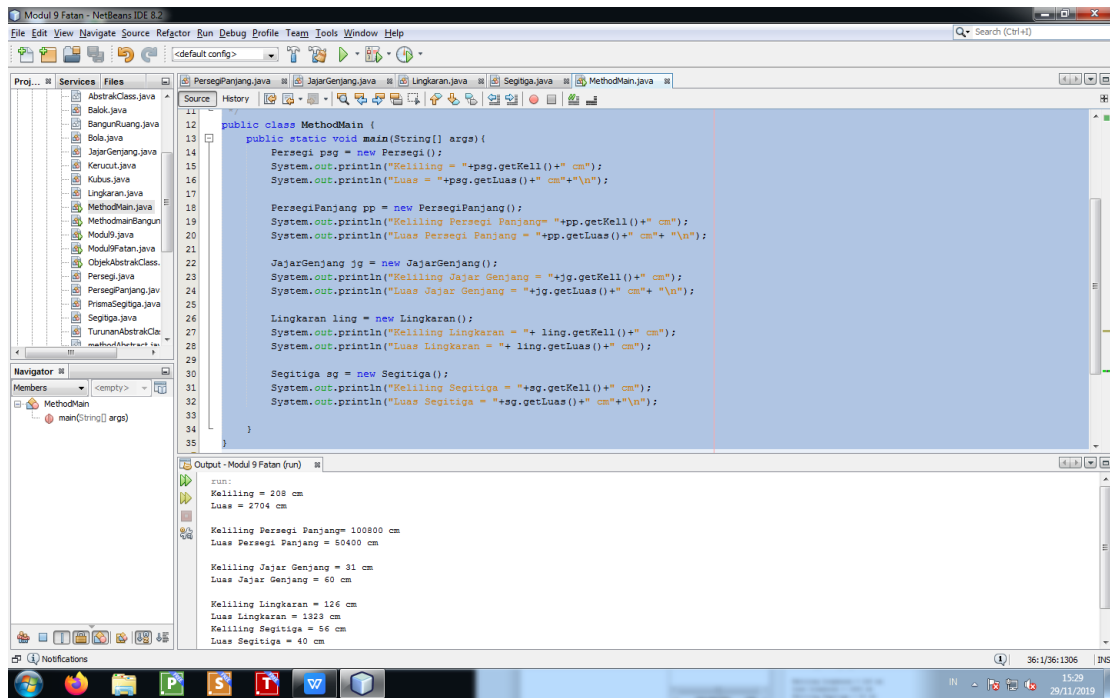 Modul 9 Fatan - NetBeans IDE 8.2
File Edit View Navigate Source Refactor Run Debug Profile Team Tools Window Help
Search (Ctrl+I)
<default config>
Proj... Services Files
PersegiPanjang.java JajarGenjang.java Lingkaran.java Segitiga.java MethodMain.java
Source History
AbstrakClass.java
Balok.java
BangunRuang.java
Bola.java
JajarGenjang.java
Kerucut.java
Kubus.java
Lingkaran.java
MethodMain.java
MethodmainBangun
Modul9.java
Modul9Fatan.java
ObjekAbstrakClass.
Persegi.java
PersegiPanjang.jav
PrismaSegitiga.java
Segitiga.java
TurunanAbstrakCla
methodAbstract.jav
Navigator
Members <empty>
MethodMain
main(String[] args)
11 */
12 public class MethodMain {
13 public static void main(String[] args){
14 Persegi psg = new Persegi();
15 System.out.println("Keliling = "+psg.getKell()+" cm");
16 System.out.println("Luas = "+psg.getLuas()+" cm"+"\n");
17
18 PersegiPanjang pp = new PersegiPanjang();
19 System.out.println("Keliling Persegi Panjang= "+pp.getKell()+" cm");
20 System.out.println("Luas Persegi Panjang = "+pp.getLuas()+" cm"+ "\n");
21
22 JajarGenjang jg = new JajarGenjang();
23 System.out.println("Keliling Jajar Genjang = "+jg.getKell()+" cm");
24 System.out.println("Luas Jajar Genjang = "+jg.getLuas()+" cm"+ "\n");
25
26 Lingkaran ling = new Lingkaran();
27 System.out.println("Keliling Lingkaran = "+ ling.getKell()+" cm");
28 System.out.println("Luas Lingkaran = "+ ling.getLuas()+" cm");
29
30 Segitiga sg = new Segitiga();
31 System.out.println("Keliling Segitiga = "+sg.getKell()+" cm");
32 System.out.println("Luas Segitiga = "+sg.getLuas()+" cm"+"\n");
33
34 }
35 }
Output - Modul 9 Fatan (run)
run:
Keliling = 208 cm
Luas = 2704 cm
Keliling Persegi Panjang= 100800 cm
Luas Persegi Panjang = 50400 cm
Keliling Jajar Genjang = 31 cm
Luas Jajar Genjang = 60 cm
Keliling Lingkaran = 126 cm
Luas Lingkaran = 1323 cm
Keliling Segitiga = 56 cm
Luas Segitiga = 40 cm
Notifications
36:1/36:1306 INS
P S T W
IN
15:29
29/11/2019